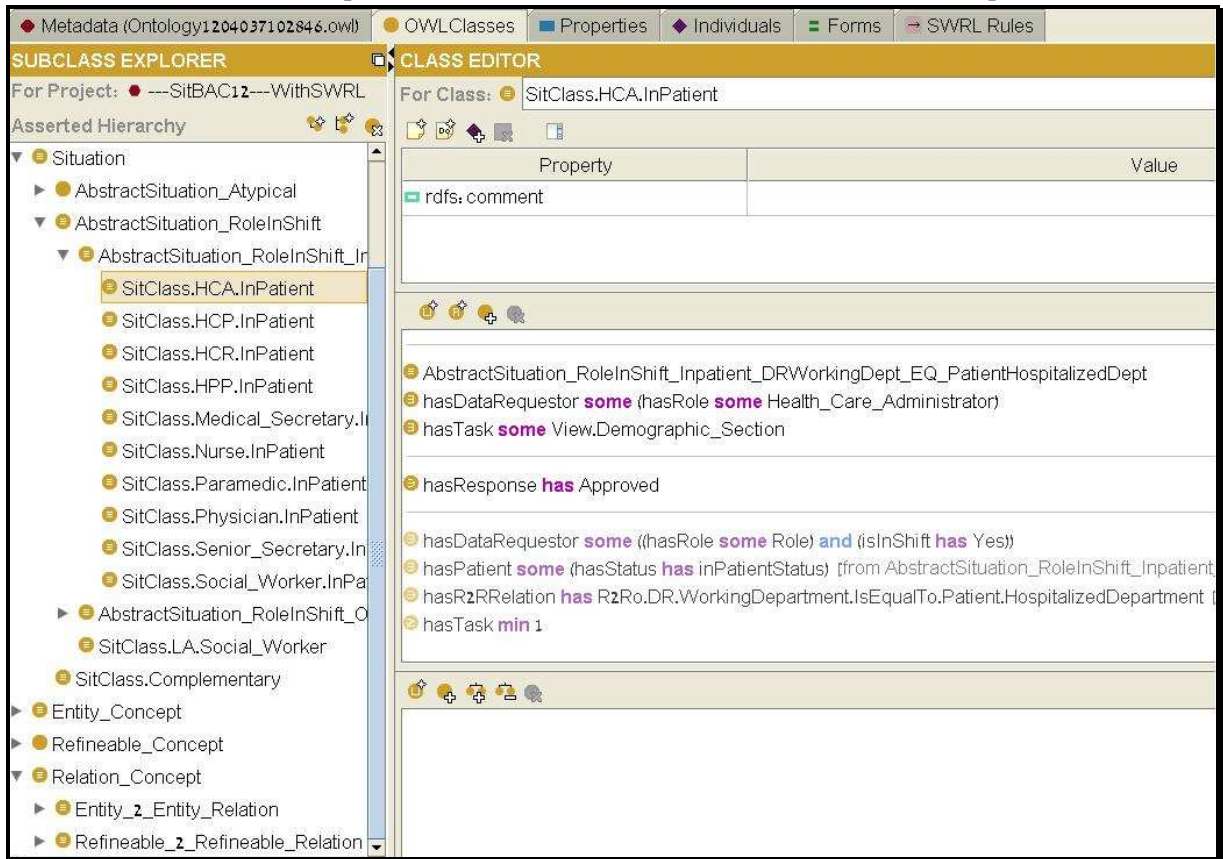 Metadata (Ontology1204037102846.owl) OWLClasses Properties Individuals Forms SWRL Rules
SUBCLASS EXPLORER
For Project: ---SitBAC12---WithSWRL
Asserted Hierarchy
Situation
AbstractSituation_Atypical
AbstractSituation_RoleInShift
AbstractSituation_RoleInShift_In
SitClass.HCA.InPatient
SitClass.HCP.InPatient
SitClass.HCR.InPatient
SitClass.HPP.InPatient
SitClass.Medical_Secretary.I
SitClass.Nurse.InPatient
SitClass.Paramedic.InPatient
SitClass.Physician.InPatient
SitClass.Senior_Secretary.In
SitClass.Social_Worker.InPa
AbstractSituation_RoleInShift_O
SitClass.LA.Social_Worker
SitClass.Complementary
Entity_Concept
Refineable_Concept
Relation_Concept
Entity_2_Entity_Relation
Refineable_2_Refineable_Relation
CLASS EDITOR
For Class: SitClass.HCA.InPatient
Property Value
rdfs:comment
AbstractSituation_RoleInShift_Inpatient_DRWorkingDept_EQ_PatientHospitalizedDept
hasDataRequestor some (hasRole some Health_Care_Administrator)
hasTask some View.Demographic_Section
hasResponse has Approved
hasDataRequestor some ((hasRole some Role) and (isInShift has Yes))
hasPatient some (hasStatus has inPatientStatus) [from AbstractSituation_RoleInShift_Inpatient_
hasR2RRelation has R2Ro.DR.WorkingDepartment.IsEqualTo.Patient.HospitalizedDepartment [
hasTask min 1